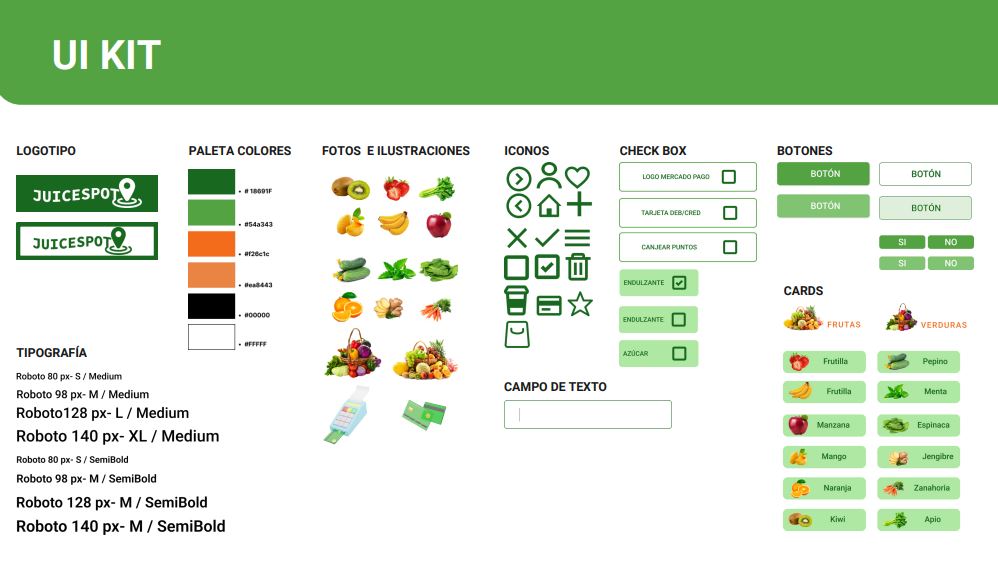 UI KIT
LOGOTIPO
JUICESPOT
JUICESPOT
TIPOGRAFÍA
Roboto 80 px- S / Medium
Roboto 98 px- M / Medium
Roboto128 px- L / Medium
Roboto 140 px- XL / Medium
Roboto 80 px- S / SemiBold
Roboto 98 px- M / SemiBold
Roboto 128 px- M / SemiBold
Roboto 140 px- M / SemiBold
PALETA COLORES
• # 18691F
• #54a343
• #f26c1c
• #ea8443
• #00000
• #FFFFF
FOTOS E ILUSTRACIONES
ICONOS
CHECK BOX
LOGO MERCADO PAGO
TARJETA DEB/CRED
CANJEAR PUNTOS
ENDULZANTE
ENDULZANTE
AZÚCAR
CAMPO DE TEXTO
BOTONES
BOTÓN BOTÓN
BOTÓN BOTÓN
SI NO
SI NO
CARDS
FRUTAS VERDURAS
Frutilla Pepino
Frutilla Menta
Manzana Espinaca
Mango Jengibre
Naranja Zanahoria
Kiwi Apio